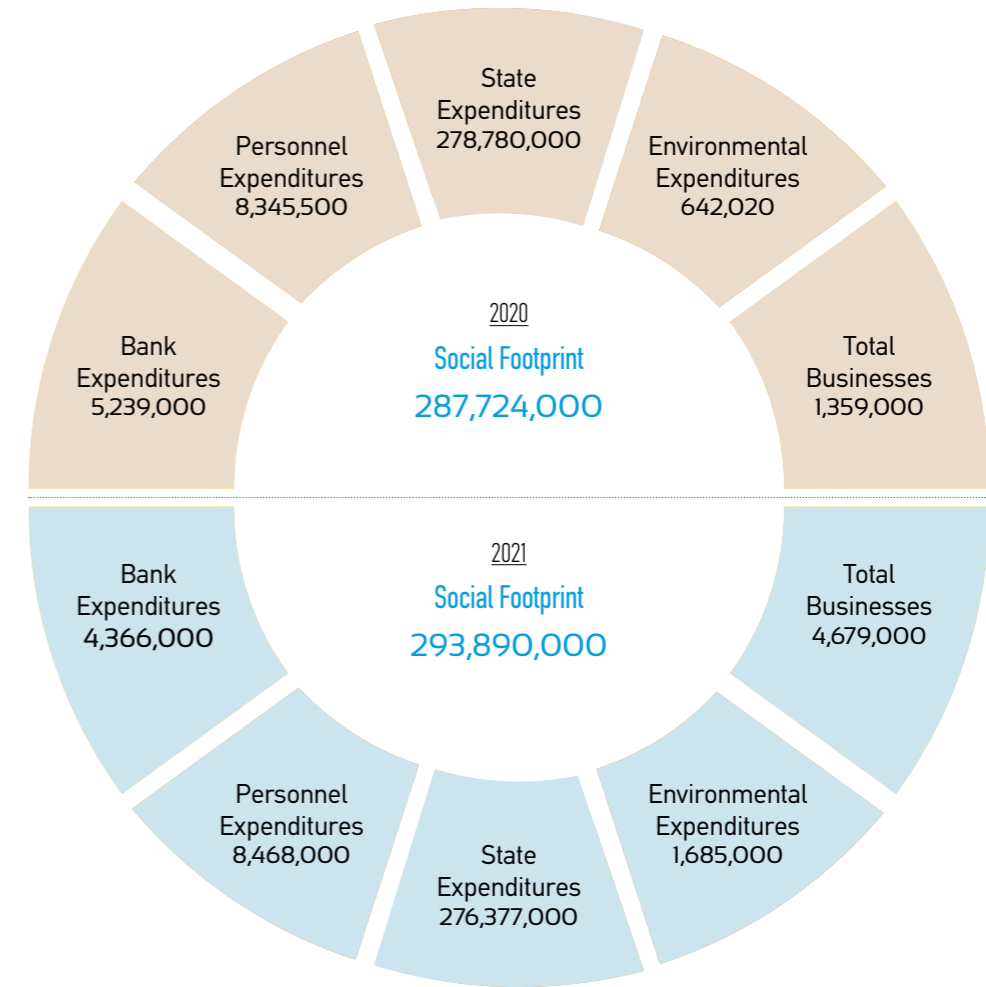 State
Expenditures
278,780,000
Personnel
Expenditures
8,345,500
Environmental
Expenditures
642,020
Bank
Expenditures
5,239,000
2020
Social Footprint
287,724,000
Total
Businesses
1,359,000
Bank
Expenditures
4,366,000
2021
Social Footprint
293,890,000
Total
Businesses
4,679,000
Personnel
Expenditures
8,468,000
State
Expenditures
276,377,000
Environmental
Expenditures
1,685,000